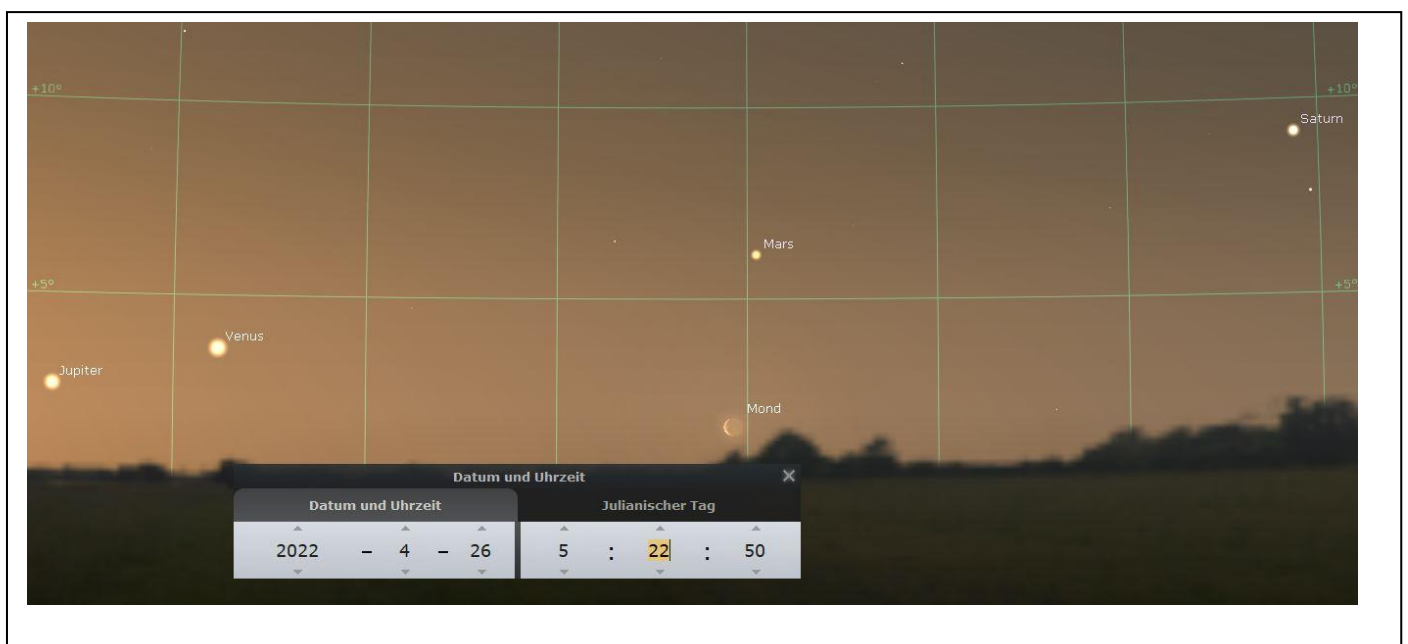 +10°
+10°
Saturn
Mars
+5°
+5°
Venus
Jupiter
Mond
Datum und Uhrzeit
Datum und Uhrzeit
Julianischer Tag
2022 – 4 – 26
5 : 22 : 50